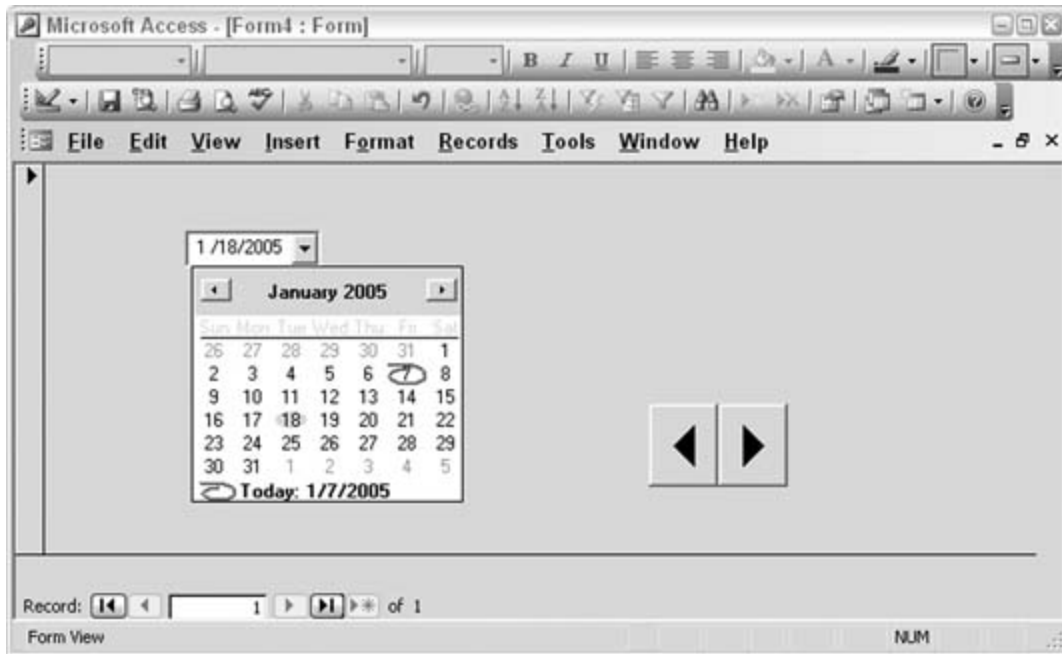 Microsoft Access - [Form4 : Form]
B I U A
File Edit View Insert Format Records Tools Window Help
1 /18/2005
January 2005
Sun Mon Tue Wed Thu Fri Sat
26 27 28 29 30 31 1
2 3 4 5 6 7 8
9 10 11 12 13 14 15
16 17 18 19 20 21 22
23 24 25 26 27 28 29
30 31 1 2 3 4 5
Today: 1/7/2005
Record: 1 of 1
Form View NUM